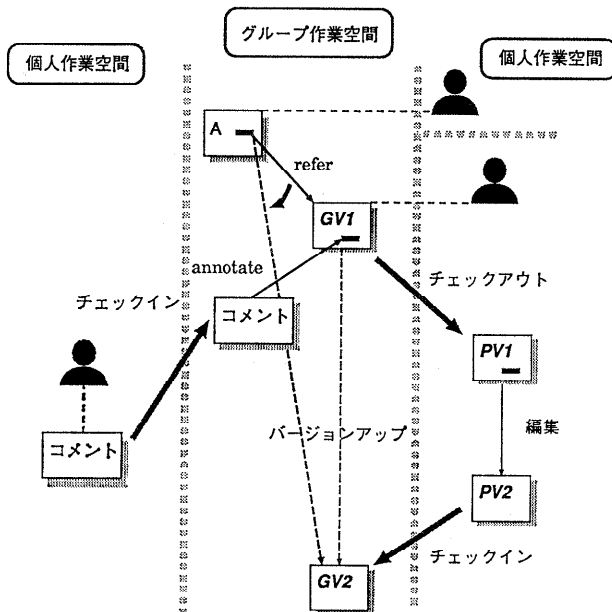 グループ作業空間
個人作業空間
個人作業空間
A
refer
GV1
annotate
チェックアウト
チェックイン
コメント
PV1
バージョンアップ
編集
コメント
PV2
チェックイン
GV2